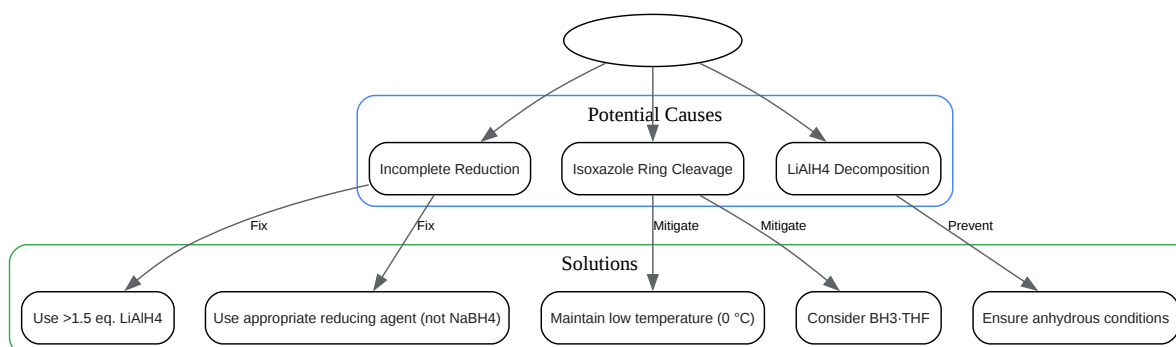 Potential Causes
Incomplete Reduction
Isoxazole Ring Cleavage
LiAlH4 Decomposition
Fix
Fix
Mitigate
Mitigate
Prevent
Solutions
Use >1.5 eq. LiAlH4
Use appropriate reducing agent (not NaBH4)
Maintain low temperature (0 °C)
Consider BH3·THF
Ensure anhydrous conditions